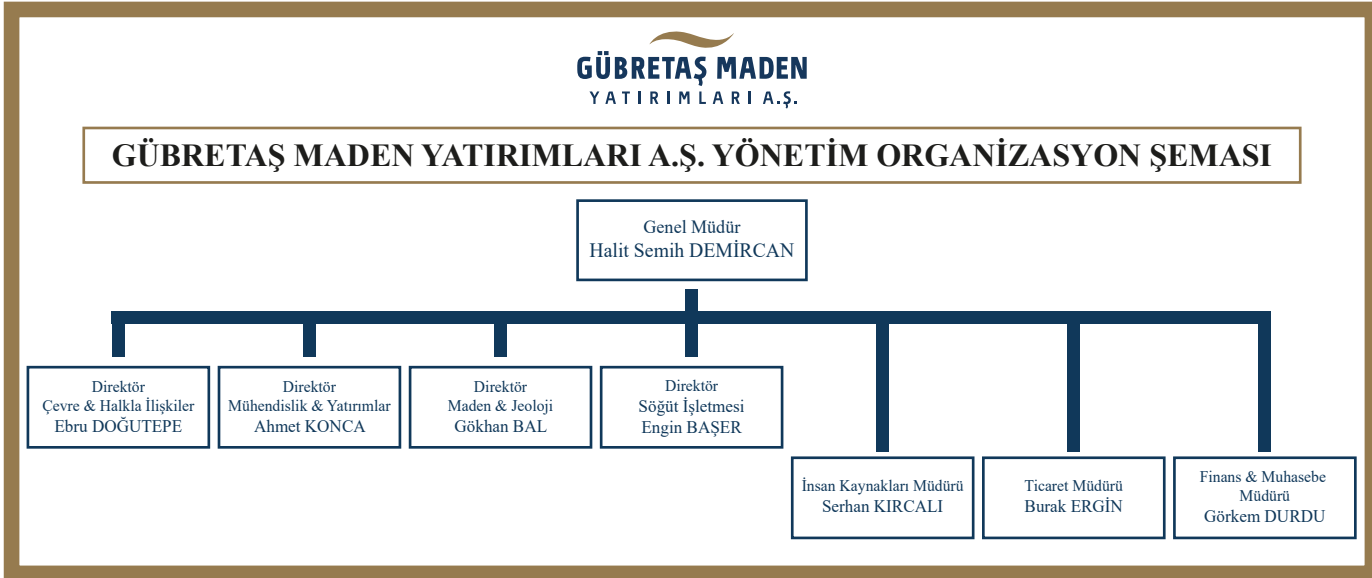 GÜBRETAŞ MADEN
YATIRIMLARI A.Ş.
GÜBRETAŞ MADEN YATIRIMLARI A.Ş. YÖNETİM ORGANİZASYON ŞEMASI
Genel Müdür
Halit Semih DEMİRCAN
Direktör
Çevre & Halkla İlişkiler
Ebru DOĞUTEPE
Direktör
Mühendislik & Yatırımlar
Ahmet KONCA
Direktör
Maden & Jeoloji
Gökhan BAL
Direktör
Söğüt İşletmesi
Engin BAŞER
İnsan Kaynakları Müdürü
Serhan KIRCALI
Ticaret Müdürü
Burak ERGİN
Finans & Muhasebe
Müdürü
Görkem DURDU